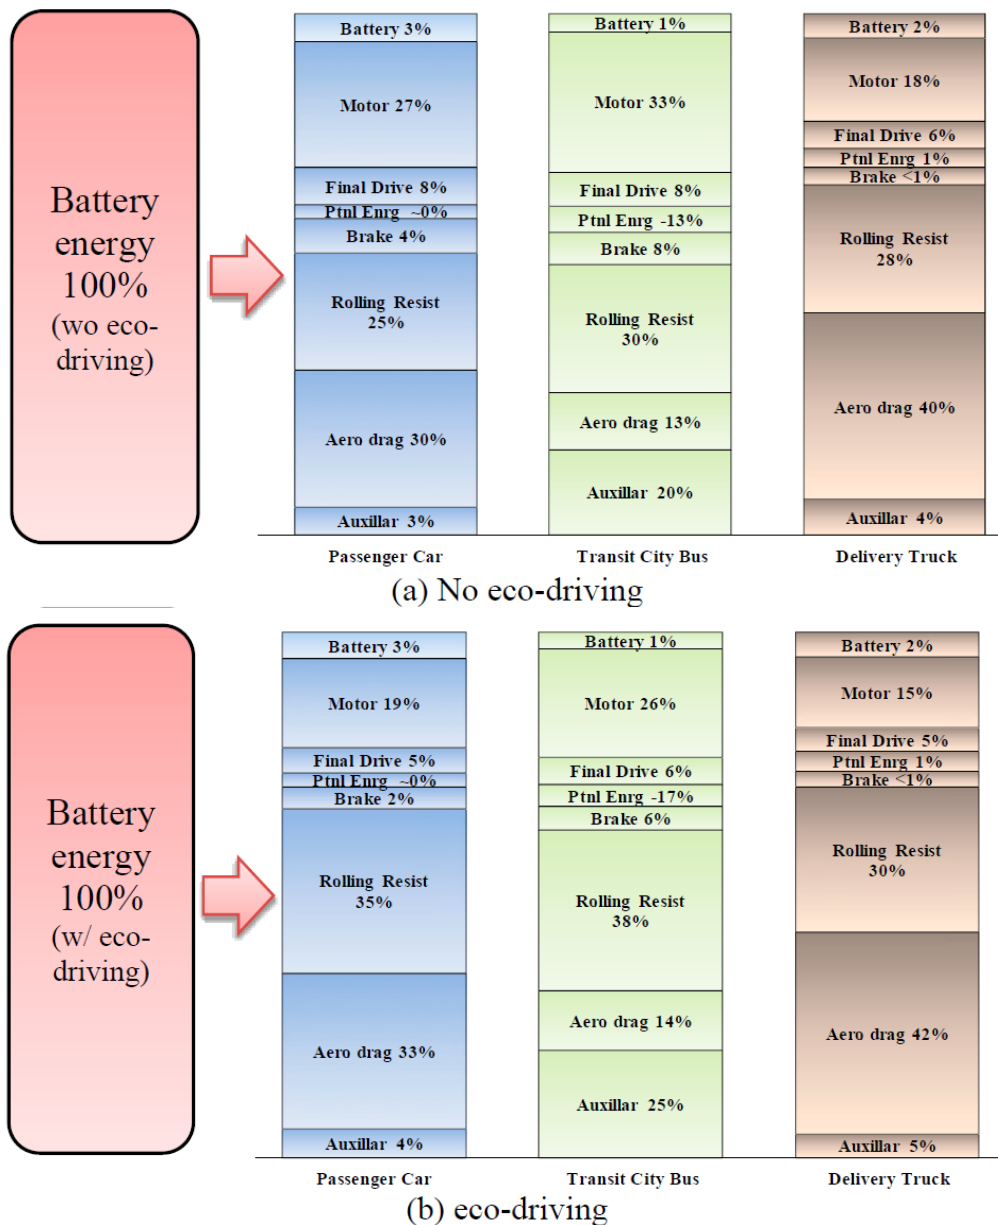 Battery
energy
100%
(wo eco-
driving)
Battery 3%
Motor 27%
Final Drive 8%
Ptnl Enrg ~0%
Brake 4%
Rolling Resist
25%
Aero drag 30%
Auxillar 3%
Passenger Car
Battery 1%
Motor 33%
Final Drive 8%
Ptnl Enrg -13%
Brake 8%
Rolling Resist
30%
Aero drag 13%
Auxillar 20%
Transit City Bus
Battery 2%
Motor 18%
Final Drive 6%
Ptnl Enrg 1%
Brake <1%
Rolling Resist
28%
Aero drag 40%
Auxillar 4%
Delivery Truck
(a) No eco-driving
Battery
energy
100%
(w/ eco-
driving)
Battery 3%
Motor 19%
Final Drive 5%
Ptnl Enrg ~0%
Brake 2%
Rolling Resist
35%
Aero drag 33%
Auxillar 4%
Passenger Car
Battery 1%
Motor 26%
Final Drive 6%
Ptnl Enrg -17%
Brake 6%
Rolling Resist
38%
Aero drag 14%
Auxillar 25%
Transit City Bus
Battery 2%
Motor 15%
Final Drive 5%
Ptnl Enrg 1%
Brake <1%
Rolling Resist
30%
Aero drag 42%
Auxillar 5%
Delivery Truck
(b) eco-driving